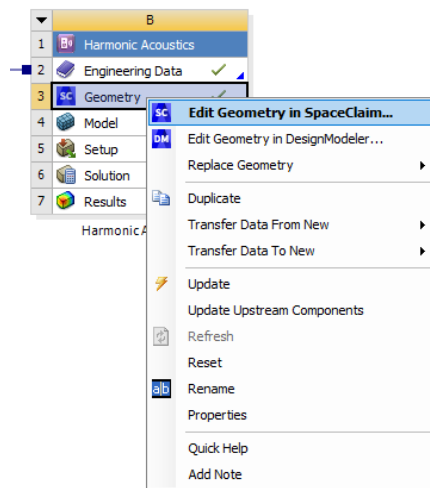 B
1 Harmonic Acoustics
2 Engineering Data
3 SC Geometry
4 Model
5 Setup
6 Solution
7 Results
Harmonic A
SC Edit Geometry in SpaceClaim...
DM Edit Geometry in DesignModeler...
Replace Geometry
Duplicate
Transfer Data From New
Transfer Data To New
Update
Update Upstream Components
Refresh
Reset
ab Rename
Properties
Quick Help
Add Note